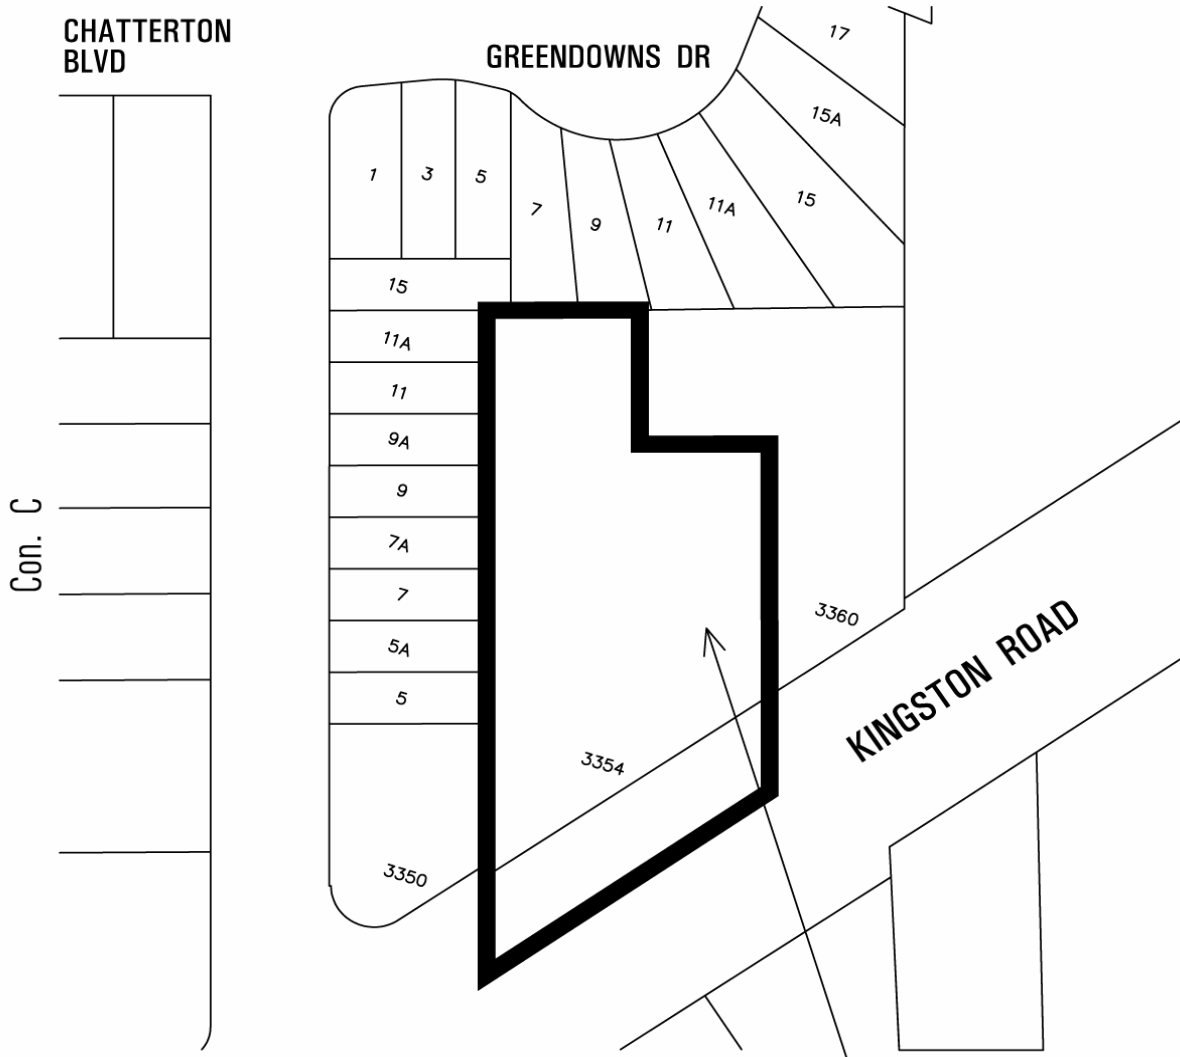 CHATTERTON
BLVD
GREENDOWNS DR
17
15A
15
11A
11
9
7
5
3
1
15
11A
11
9A
9
7A
7
5A
5
3350
3354
3360
KINGSTON ROAD
Con. C